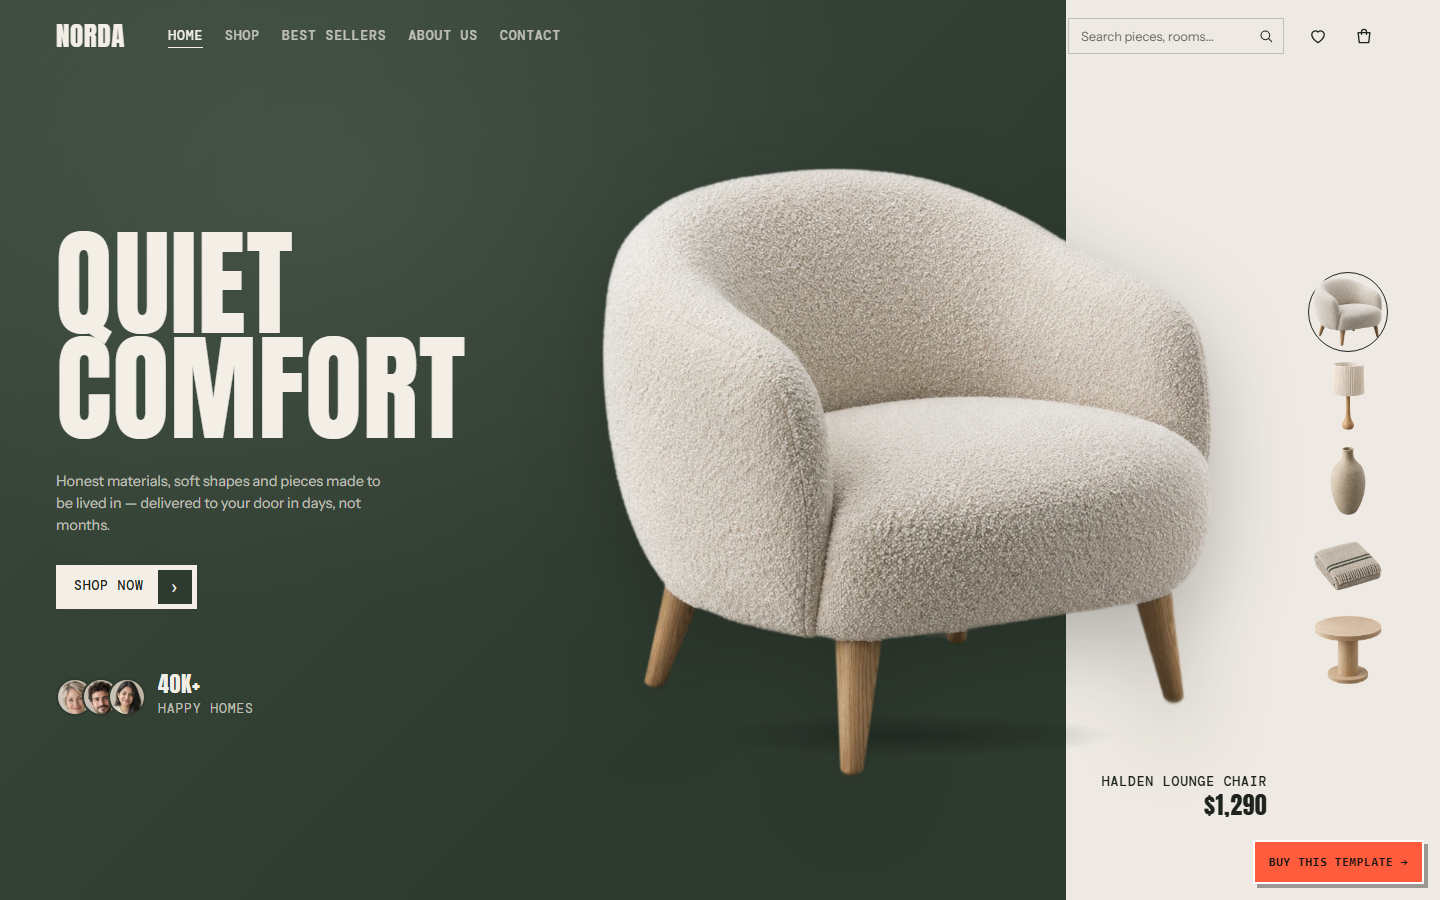 NORDA
HOME SHOP BEST SELLERS ABOUT US CONTACT
Search pieces, rooms...
QUIET
COMFORT
Honest materials, soft shapes and pieces made to
be lived in — delivered to your door in days, not
months.
SHOP NOW ›
40K+
HAPPY HOMES
HALDEN LOUNGE CHAIR
$1,290
BUY THIS TEMPLATE →